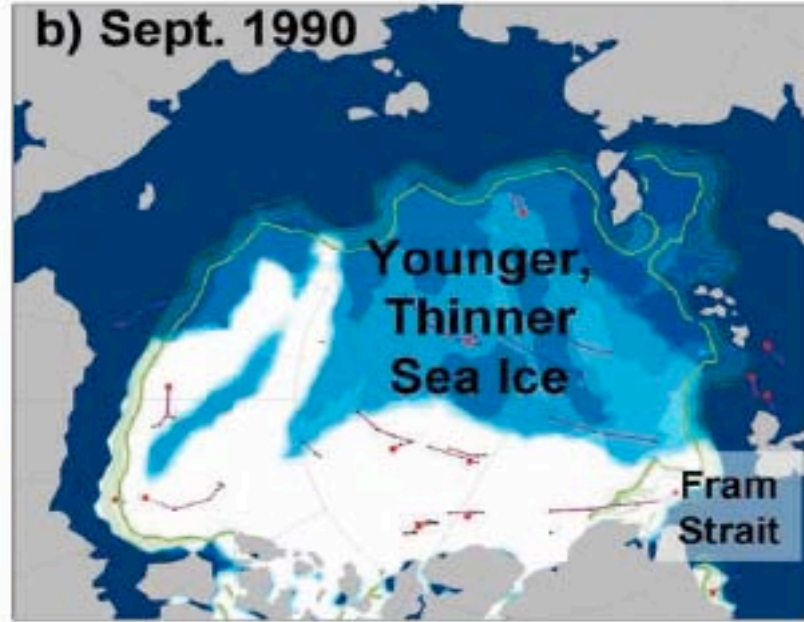 b) Sept. 1990
Younger,
Thinner
Sea Ice
Fram
Strait